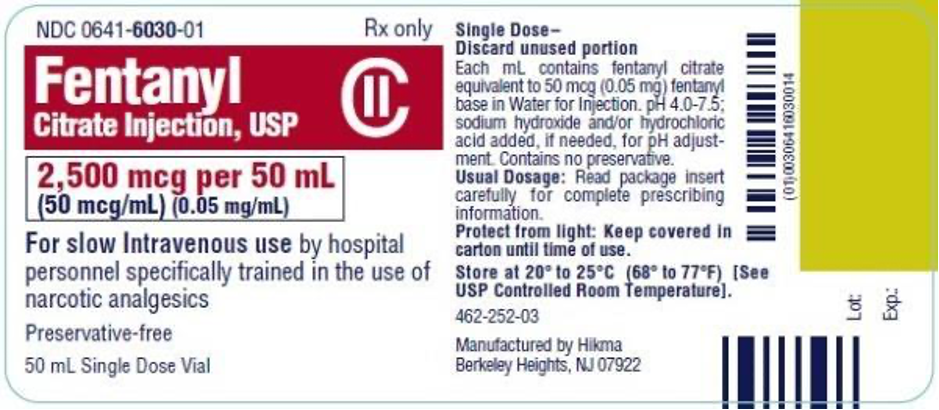 NDC 0641-6030-01 Rx only
Fentanyl
Citrate Injection, USP
CII
2,500 mcg per 50 mL
(50 mcg/mL) (0.05 mg/mL)
For slow Intravenous use by hospital
personnel specifically trained in the use of
narcotic analgesics
Preservative-free
50 mL Single Dose Vial
Single Dose–
Discard unused portion
Each mL contains fentanyl citrate
equivalent to 50 mcg (0.05 mg) fentanyl
base in Water for Injection. pH 4.0-7.5;
sodium hydroxide and/or hydrochloric
acid added, if needed, for pH adjust-
ment. Contains no preservative.
Usual Dosage: Read package insert
carefully for complete prescribing
information.
Protect from light: Keep covered in
carton until time of use.
Store at 20° to 25°C (68° to 77°F) [See
USP Controlled Room Temperature].
462-252-03
Manufactured by Hikma
Berkeley Heights, NJ 07922
(01)00306416030014
Lot:
Exp.: